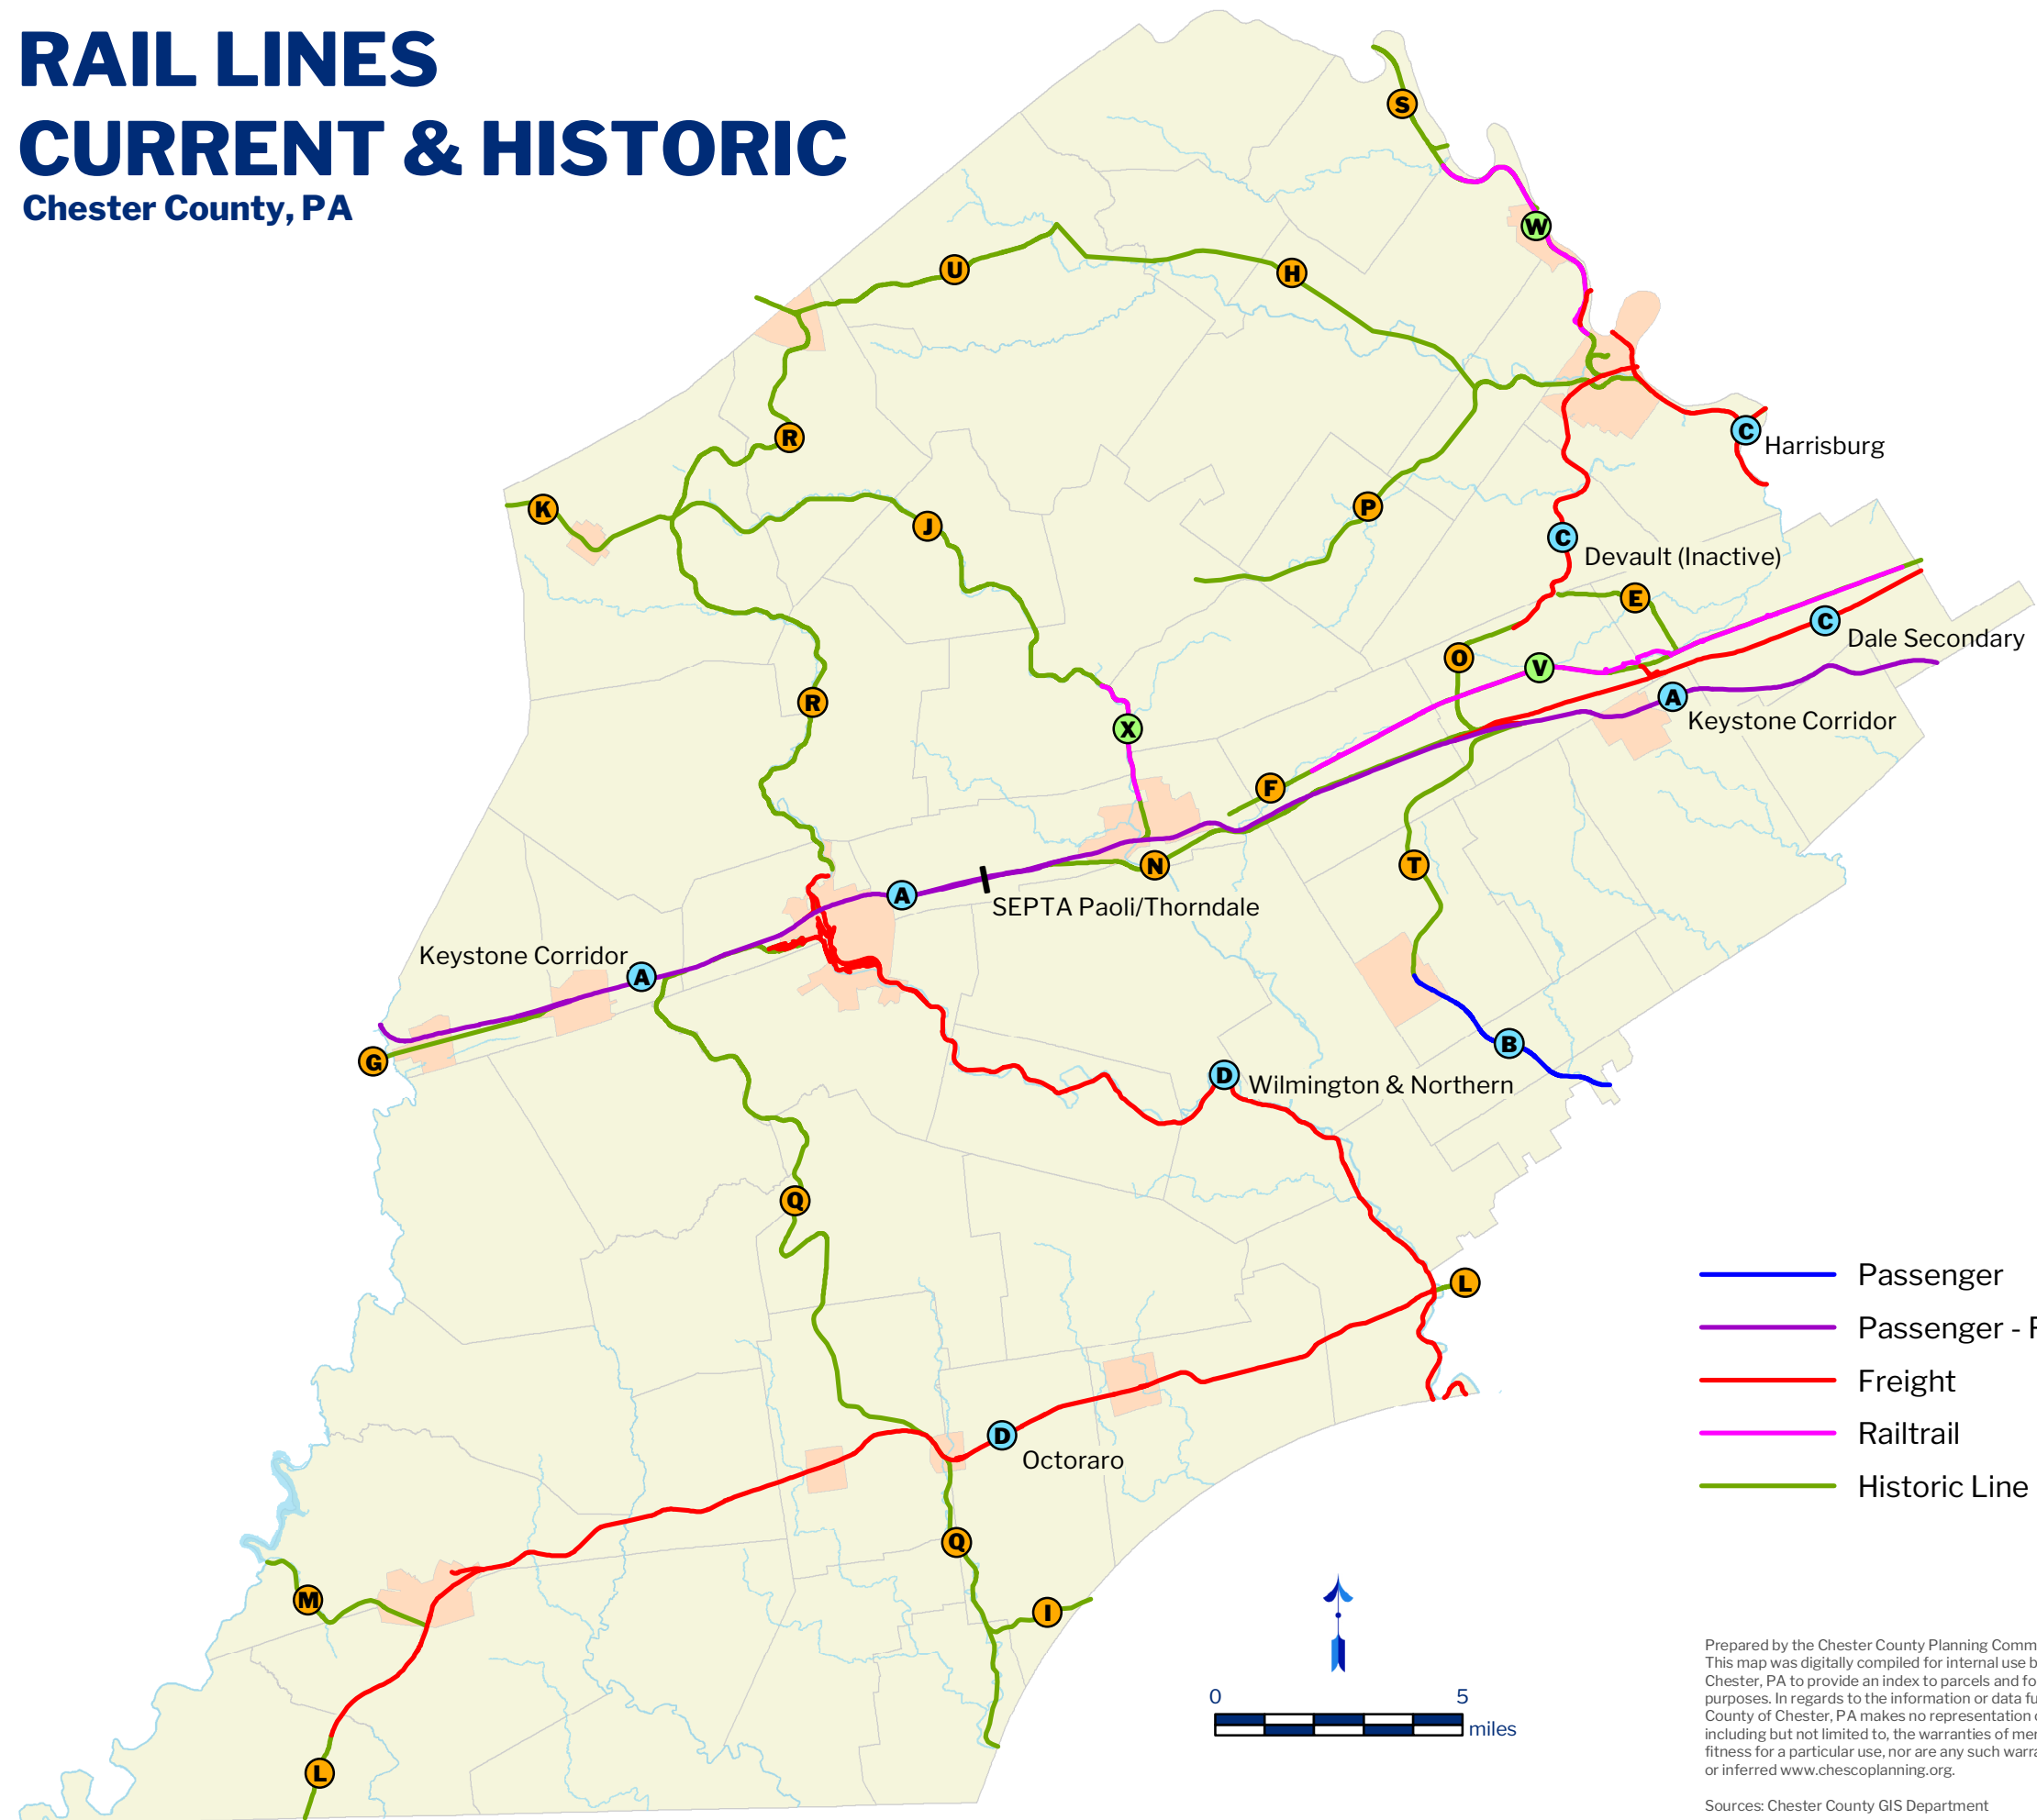 RAIL LINES
CURRENT & HISTORIC
Chester County, PA
S
W
U
H
R
C
Harrisburg
K
J
P
C
Devault (Inactive)
E
C
Dale Secondary
O
V
A
Keystone Corridor
R
X
F
N
T
A
SEPTA Paoli/Thorndale
Keystone Corridor
A
G
B
D
Wilmington & Northern
Q
L
Passenger
Passenger -
Freight
Railtrail
Historic Line
D
Octoraro
Q
M
I
L
0 5
miles
Prepared by the Chester County Planning
This map was digitally compiled for internal use
Chester, PA to provide an index to parcels and
purposes. In regards to the information or data
County of Chester, PA makes no representation
including but not limited to, the warranties of
fitness for a particular use, nor are any such
or inferred www.chescoplanning.org.
Sources: Chester County GIS Department